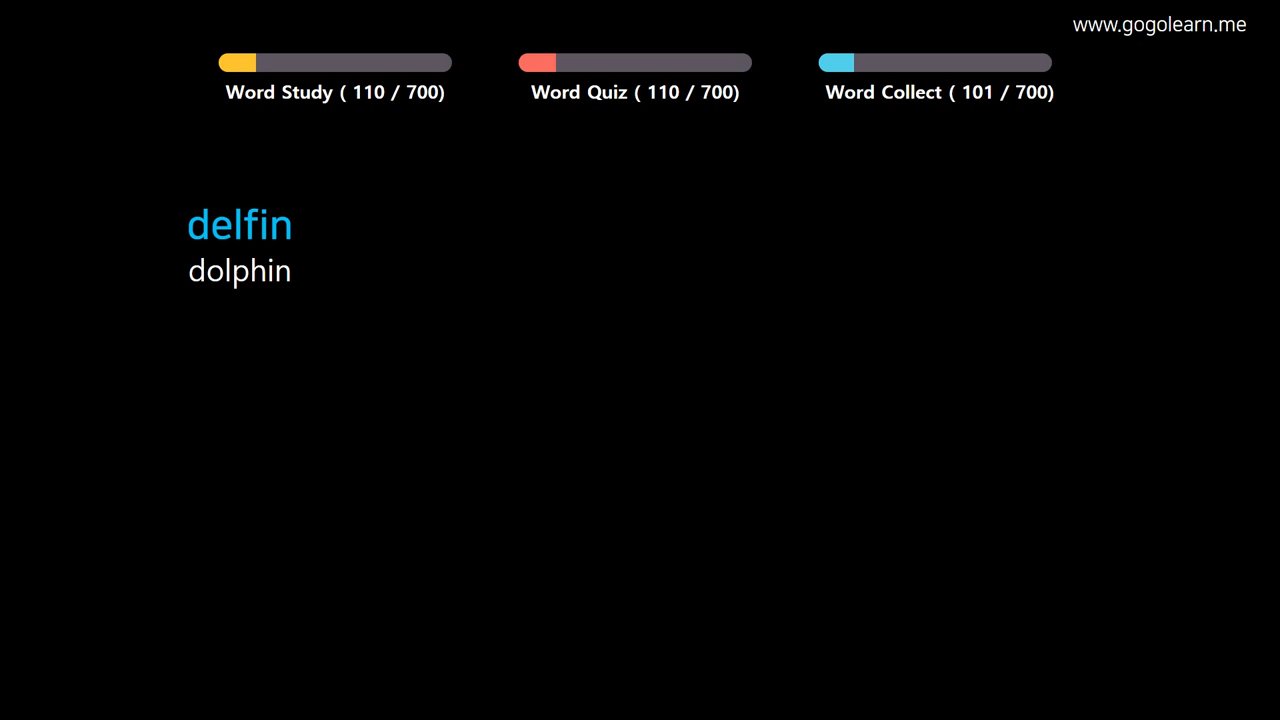 www.gogolearn.me
Word Study ( 110 / 700)
Word Quiz ( 110 / 700)
Word Collect ( 101 / 700)
delfin
dolphin